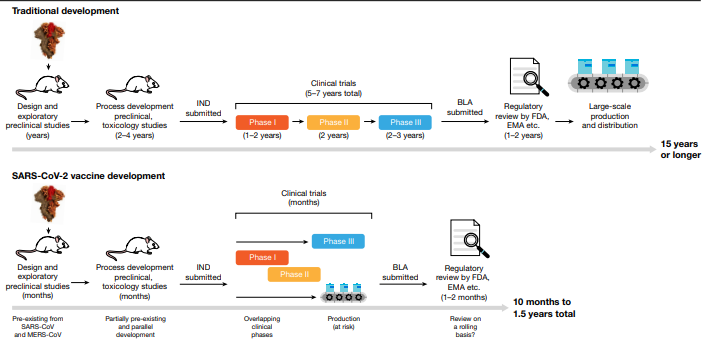 Traditional development
Design and
exploratory
preclinical studies
(years)
Process development
preclinical,
toxicology studies
(2–4 years)
IND
submitted
Clinical trials
(5–7 years total)
Phase I
(1–2 years)
Phase II
(2 years)
Phase III
(2–3 years)
BLA
submitted
Regulatory
review by FDA,
EMA etc.
(1–2 years)
Large-scale
production
and distribution
15 years
or longer
SARS-CoV-2 vaccine development
Design and
exploratory
preclinical studies
(months)
Process development
preclinical,
toxicology studies
(months)
IND
submitted
Clinical trials
(months)
Phase III
Phase I
Phase II
BLA
submitted
Regulatory
review by FDA,
EMA etc.
(1–2 months)
10 months to
1.5 years total
Pre-existing from
SARS-CoV
and MERS-CoV
Partially pre-existing
and parallel
development
Overlapping
clinical
phases
Production
(at risk)
Review on
a rolling
basis?